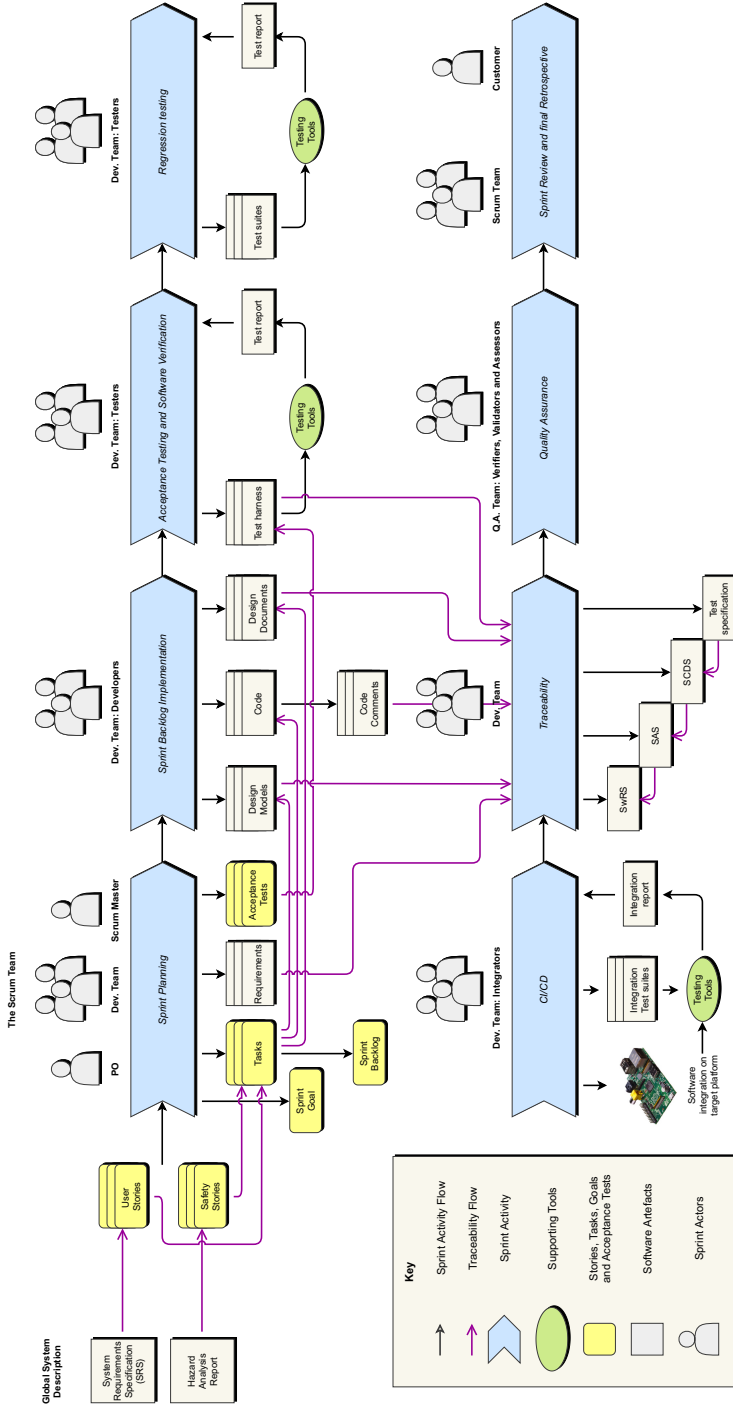 The Scrum Team
Global System
Description
System
Requirements
Specification
(SRS)
Hazard
Analysis
Report
User
Stories
Safety
Stories
PO
Dev. Team
Scrum Master
Sprint Planning
Sprint
Goal
Tasks
Sprint
Backlog
Requirements
Acceptance
Tests
Dev. Team: Developers
Sprint Backlog Implementation
Design
Models
Code
Code
Comments
Design
Documents
Dev. Team: Testers
Acceptance Testing and Software Verification
Test harness
Testing
Tools
Test report
Dev. Team: Testers
Regression testing
Test suites
Testing
Tools
Test report
Dev. Team: Integrators
CI/CD
Software
integration on
target platform
Integration
Test suites
Testing
Tools
Integration
report
Dev. Team
Traceability
SwRS
SAS
SCDS
Test
specification
Q.A. Team: Verifiers, Validators and Assessors
Quality Assurance
Scrum Team
Customer
Sprint Review and final Retrospective
Key
Sprint Activity Flow
Traceability Flow
Sprint Activity
Supporting Tools
Stories, Tasks, Goals
and Acceptance Tests
Software Artefacts
Sprint Actors